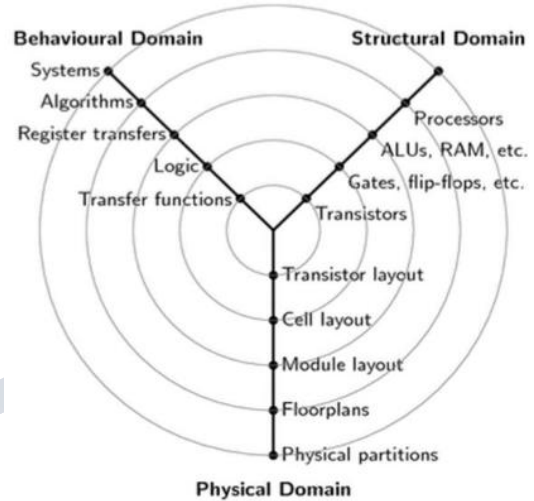 Behavioural Domain
Structural Domain
Systems
Algorithms
Processors
Register transfers
ALUs, RAM, etc.
Logic
Gates, flip-flops, etc.
Transfer functions
Transistors
Transistor layout
Cell layout
Module layout
Floorplans
Physical partitions
Physical Domain